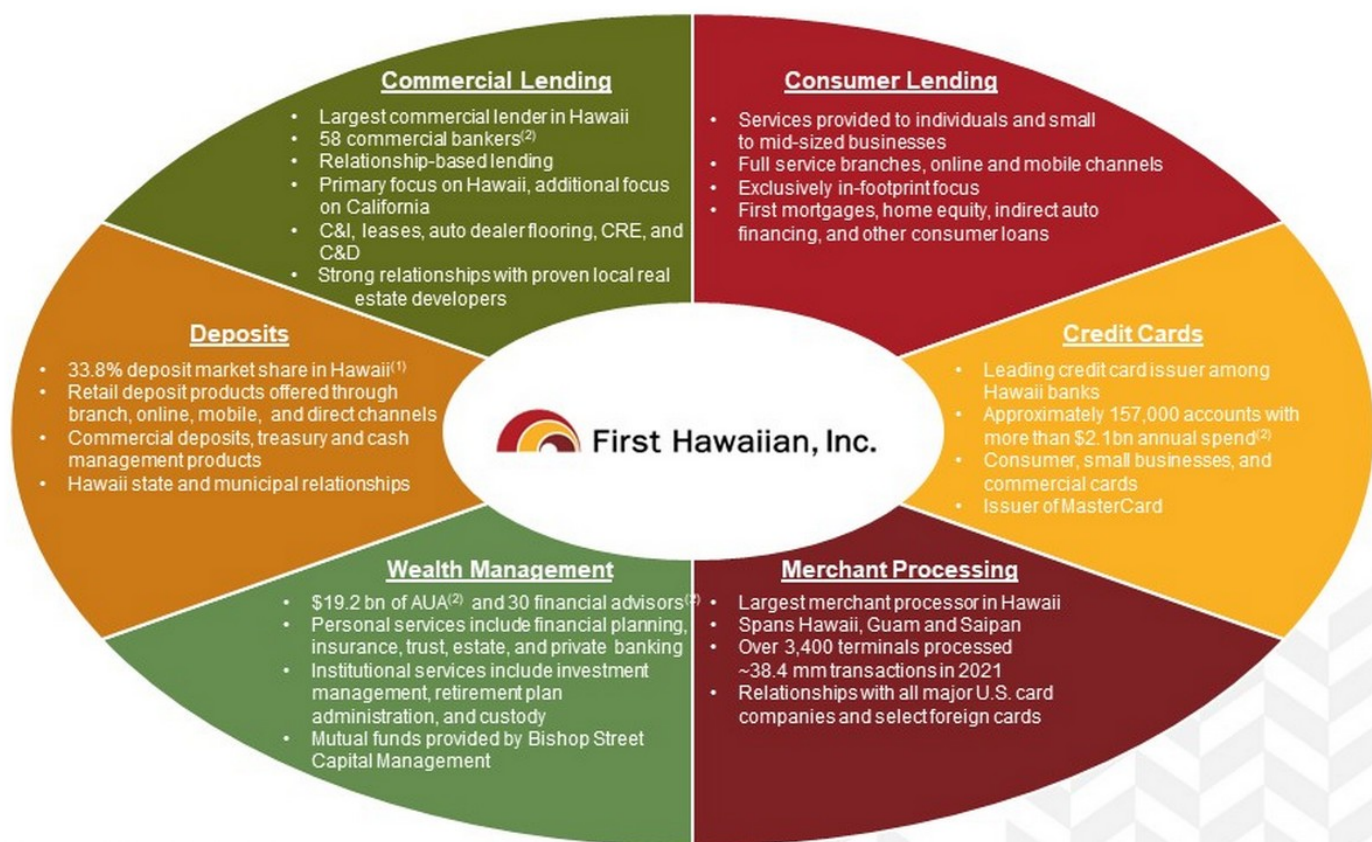 Commercial Lending
• Largest commercial lender in Hawaii
• 58 commercial bankers(2)
• Relationship-based lending
• Primary focus on Hawaii, additional focus
on California
• C&I, leases, auto dealer flooring, CRE, and
C&D
• Strong relationships with proven local real
estate developers
Consumer Lending
• Services provided to individuals and small
to mid-sized businesses
• Full service branches, online and mobile channels
• Exclusively in-footprint focus
• First mortgages, home equity, indirect auto
financing, and other consumer loans
Deposits
• 33.8% deposit market share in Hawaii(1)
• Retail deposit products offered through
branch, online, mobile, and direct channels
• Commercial deposits, treasury and cash
management products
• Hawaii state and municipal relationships
First Hawaiian, Inc.
Credit Cards
• Leading credit card issuer among
Hawaii banks
• Approximately 157,000 accounts with
more than $2.1bn annual spend(2)
• Consumer, small businesses, and
commercial cards
• Issuer of MasterCard
Wealth Management
• $19.2 bn of AUA(2) and 30 financial advisors(2)
• Personal services include financial planning,
insurance, trust, estate, and private banking
• Institutional services include investment
management, retirement plan
administration, and custody
• Mutual funds provided by Bishop Street
Capital Management
Merchant Processing
• Largest merchant processor in Hawaii
• Spans Hawaii, Guam and Saipan
• Over 3,400 terminals processed
~38.4 mm transactions in 2021
• Relationships with all major U.S. card
companies and select foreign cards